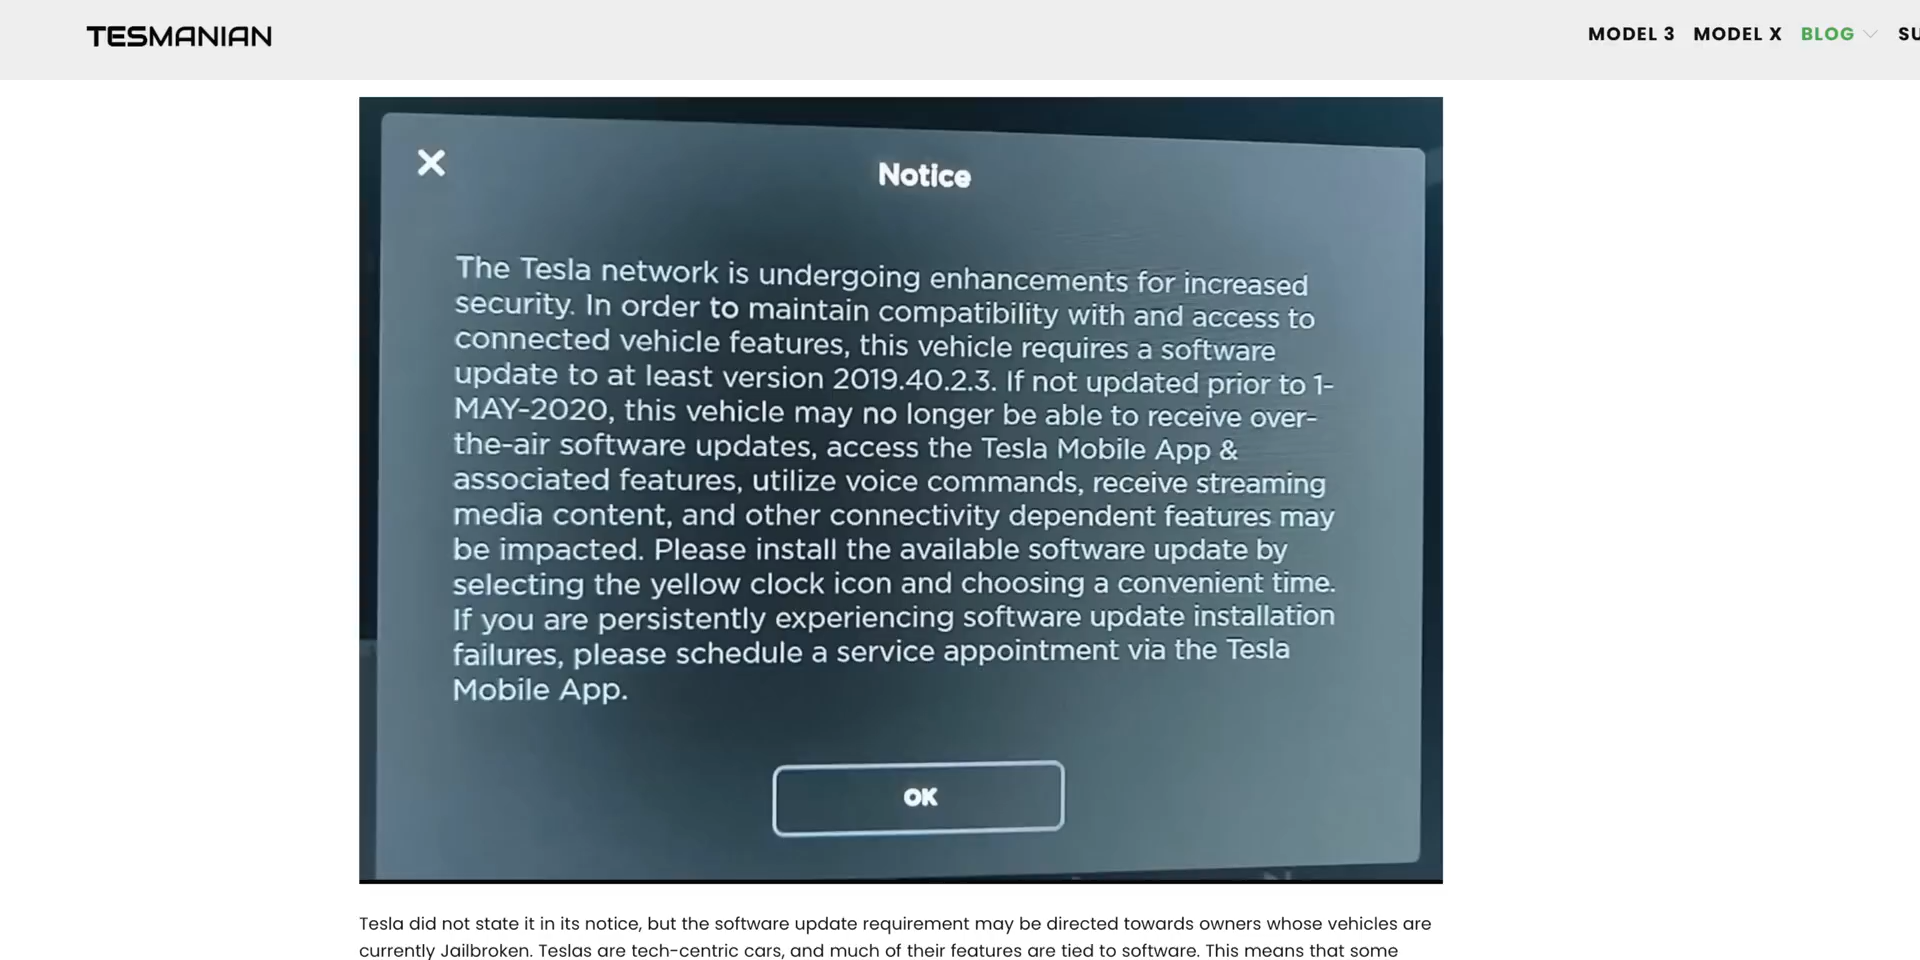 TESMANIAN
MODEL 3 MODEL X BLOG SU
Notice
The Tesla network is undergoing enhancements for increased
security. In order to maintain compatibility with and access to
connected vehicle features, this vehicle requires a software
update to at least version 2019.40.2.3. If not updated prior to 1-
MAY-2020, this vehicle may no longer be able to receive over-
the-air software updates, access the Tesla Mobile App &
associated features, utilize voice commands, receive streaming
media content, and other connectivity dependent features may
be impacted. Please install the available software update by
selecting the yellow clock icon and choosing a convenient time.
If you are persistently experiencing software update installation
failures, please schedule a service appointment via the Tesla
Mobile App.
OK
Tesla did not state it in its notice, but the software update requirement may be directed towards owners whose vehicles are
currently Jailbroken. Teslas are tech-centric cars, and much of their features are tied to software. This means that some